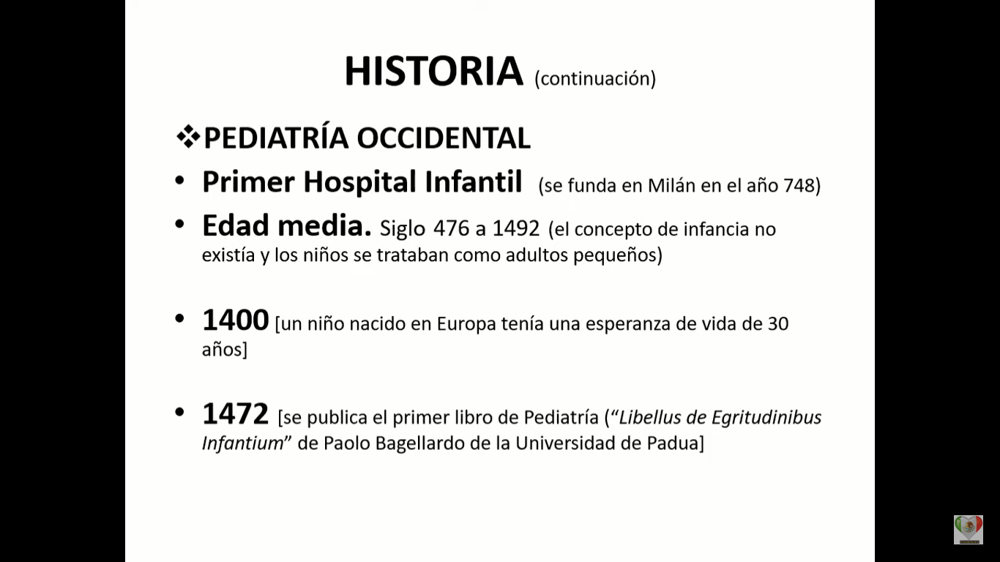 HISTORIA (continuación)
❖PEDIATRÍA OCCIDENTAL
• Primer Hospital Infantil (se funda en Milán en el año 748)
• Edad media. Siglo 476 a 1492 (el concepto de infancia no
existía y los niños se trataban como adultos pequeños)
• 1400 [un niño nacido en Europa tenía una esperanza de vida de 30
años]
• 1472 [se publica el primer libro de Pediatría (“Libellus de Egritudinibus
Infantium” de Paolo Bagellardo de la Universidad de Padua]